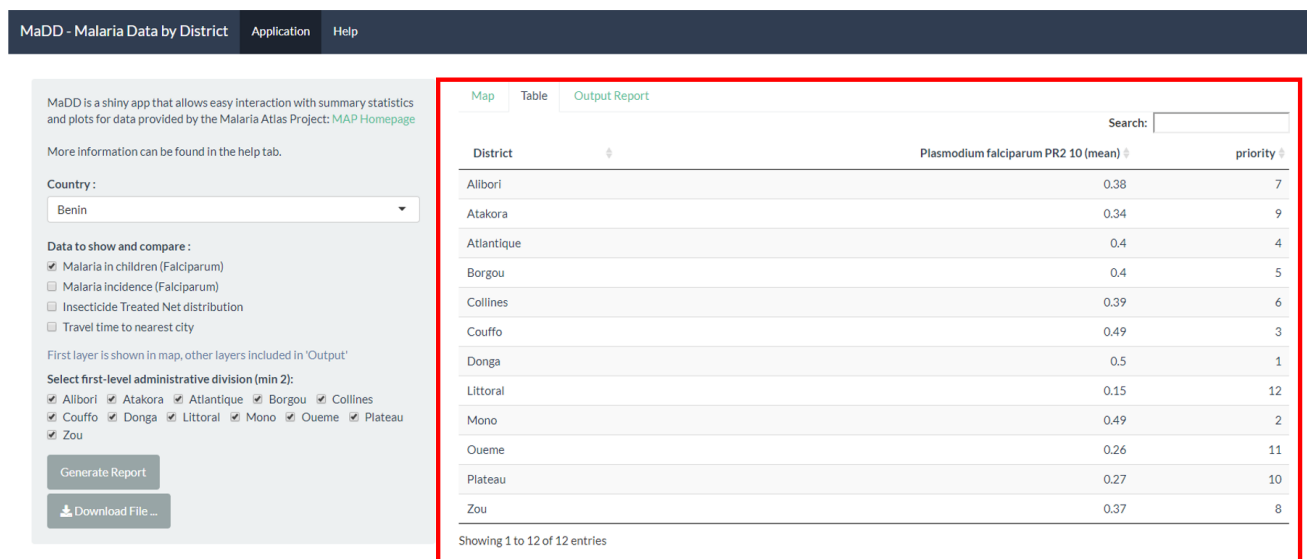 MaDD - Malaria Data by District Application Help
MaDD is a shiny app that allows easy interaction with summary statistics
and plots for data provided by the Malaria Atlas Project: MAP Homepage
More information can be found in the help tab.
Country :
Benin
Data to show and compare :
Malaria in children (Falciparum)
Malaria incidence (Falciparum)
Insecticide Treated Net distribution
Travel time to nearest city
First layer is shown in map, other layers included in 'Output'
Select first-level administrative division (min 2):
Alibori Atakora Atlantique Borgou Collines
Couffo Donga Littoral Mono Oueme Plateau
Zou
Generate Report
Download File ...
Map Table Output Report
Search:
District Plasmodium falciparum PR2 10 (mean) priority
Alibori 0.38 7
Atakora 0.34 9
Atlantique 0.4 4
Borgou 0.4 5
Collines 0.39 6
Couffo 0.49 3
Donga 0.5 1
Littoral 0.15 12
Mono 0.49 2
Oueme 0.26 11
Plateau 0.27 10
Zou 0.37 8
Showing 1 to 12 of 12 entries